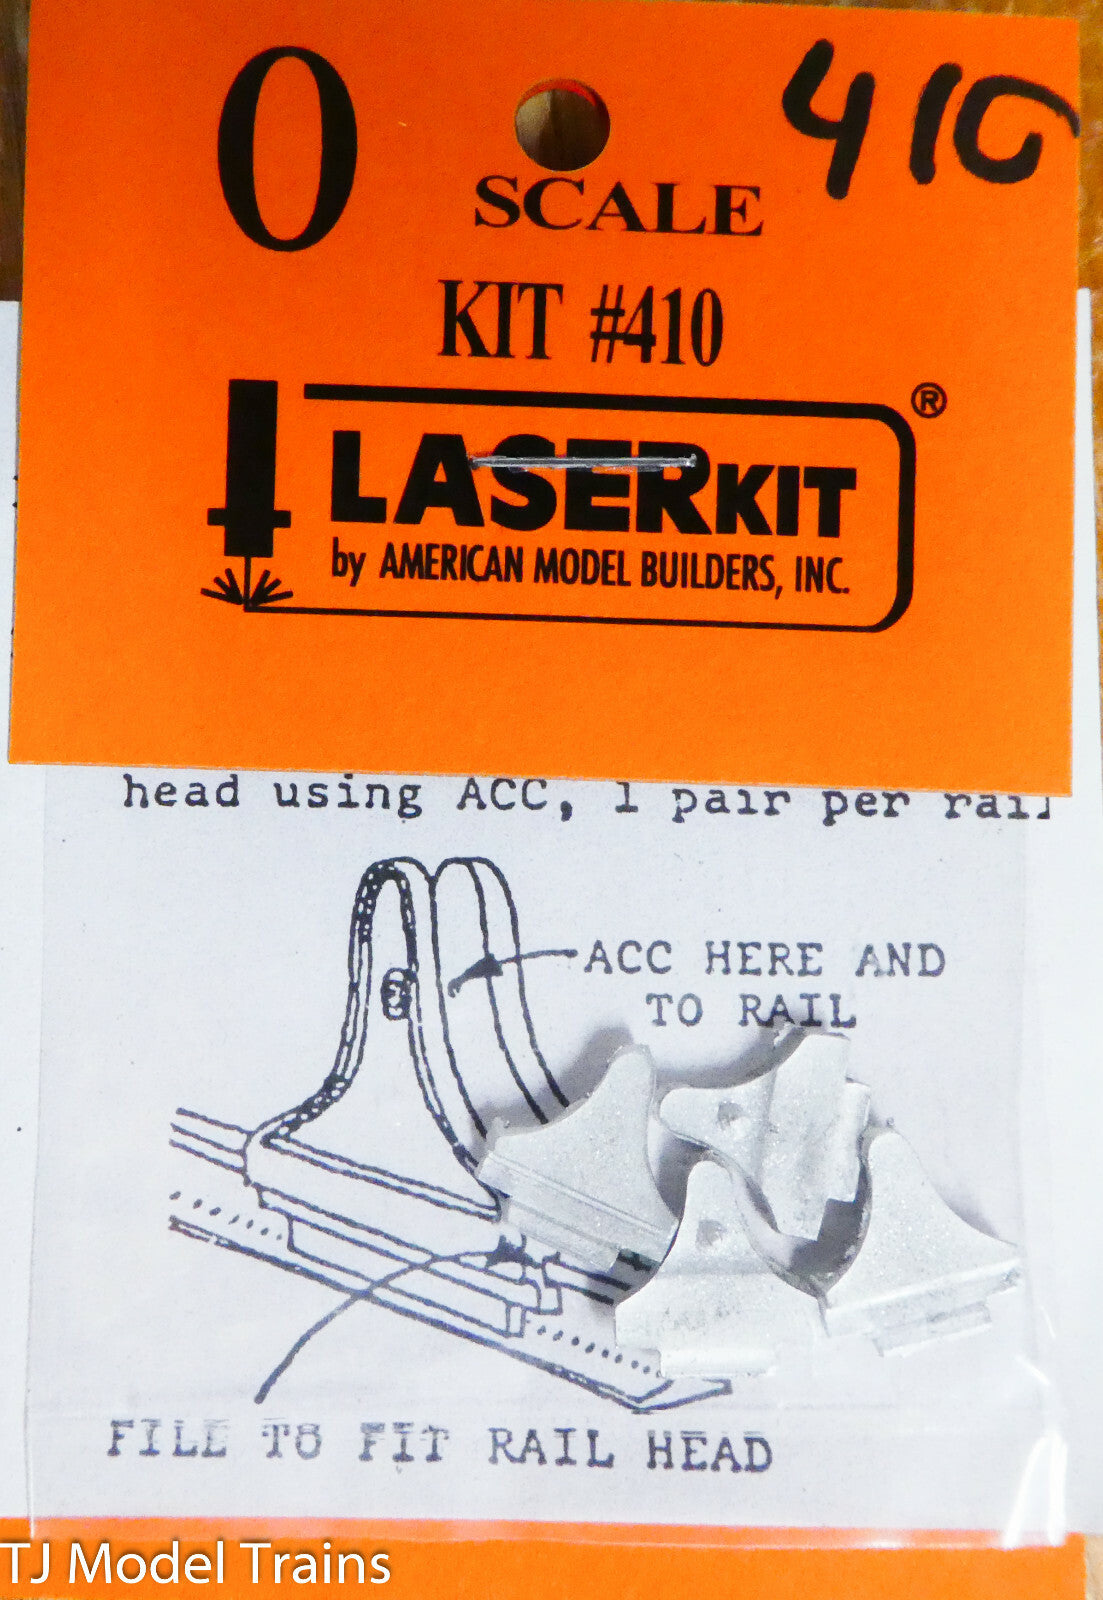 410
O
SCALE
KIT #410
LASERKIT
®
by AMERICAN MODEL BUILDERS, INC.
head using ACC, 1 pair per rail
ACC HERE AND
TO RAIL
FILE TO FIT RAIL HEAD
TJ Model Trains